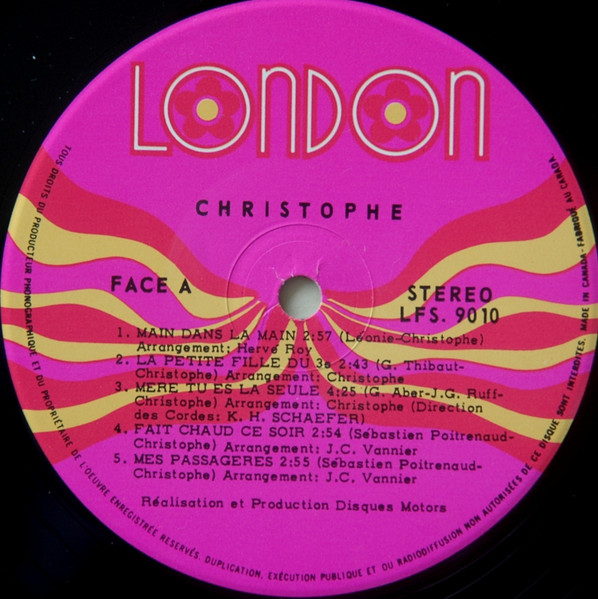 LONDON
CHRISTOPHE
FACE A
STEREO
LFS. 9010
1. MAIN DANS LA MAIN 2:57 (Léonie-Christophe)
Arrangement: Hervé Roy
2. LA PETITE FILLE DU 3e 2:43 (G. Thibaut-
Christophe) Arrangement: Christophe
3. MERE TU ES LA SEULE 4:25 (G. Aber-J.G. Ruff-
Christophe) Arrangement: Christophe (Direction
des Cordes: K. H. SCHAEFER)
4. FAIT CHAUD CE SOIR 2:54 (Sébastien Poitrenaud-
Christophe) Arrangement: J.C. Vannier
5. MES PASSAGERES 2:55 (Sébastien Poitrenaud-
Christophe) Arrangement: J.C. Vannier
Réalisation et Production Disques Motors
TOUS DROITS DU PRODUCTEUR PHONOGRAPHIQUE ET DU PROPRIÉTAIRE DE L'OEUVRE ENREGISTRÉE RESERVÉS. DUPLICATION, EXÉCUTION PUBLIQUE ET OU RADIODIFFUSION NON AUTORISÉES DE CE DISQUE SONT INTERDITES. MADE IN CANADA-FABRIQUÉ AU CANADA.